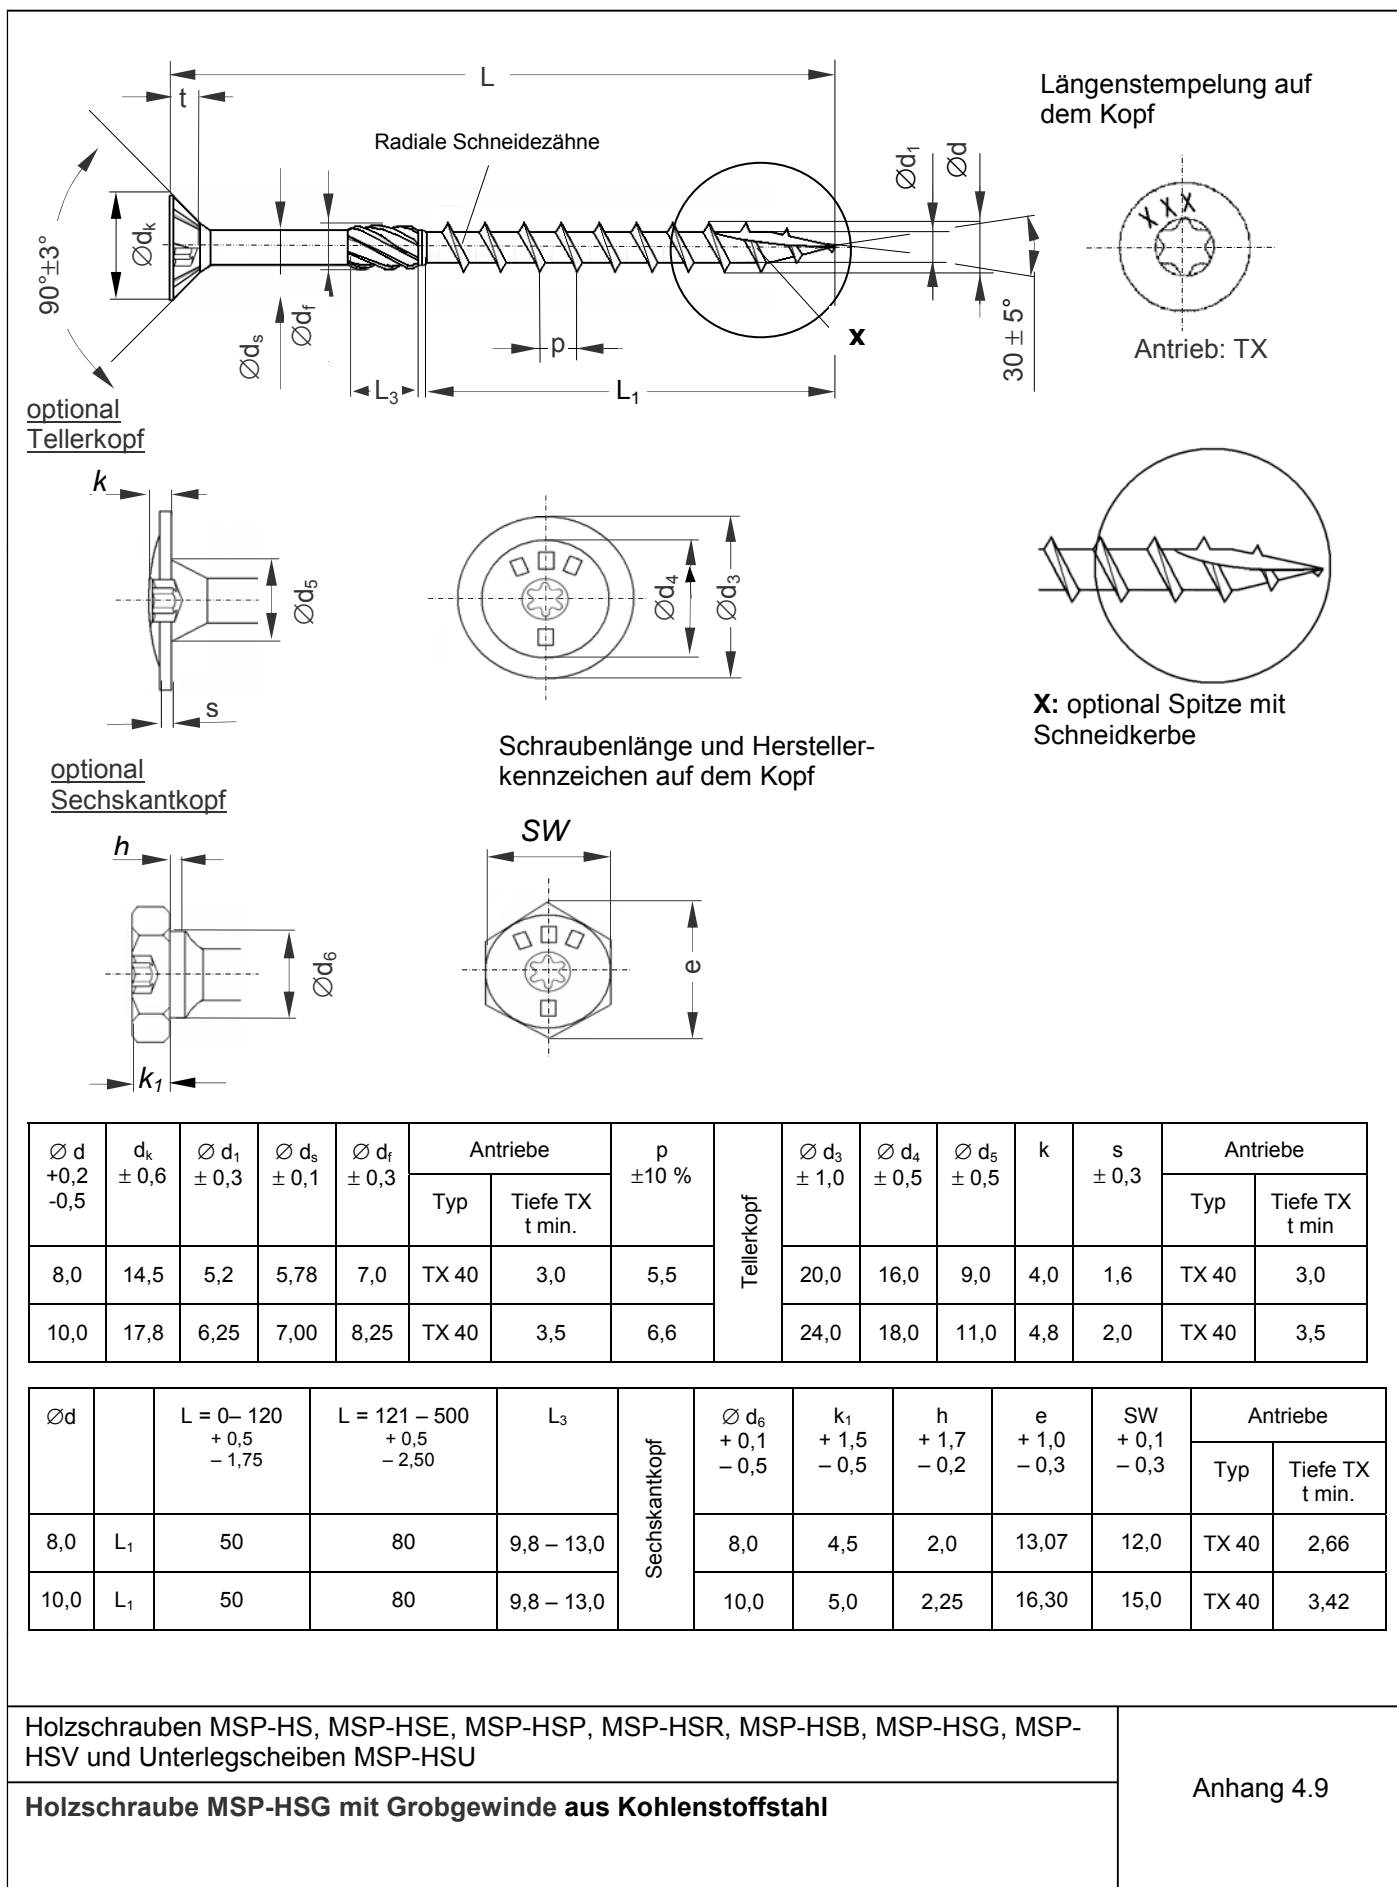 L
t
Radiale Schneidezähne
Längenstempelung auf
dem Kopf
90°±3°
Ødk
Øds
Ødf
p
L3
L1
x
Ød1
Ød
30 ± 5°
XXX
Antrieb: TX
optional
Tellerkopf
k
Ød5
s
Ød4
Ød3
X: optional Spitze mit
Schneidkerbe
Schraubenlänge und Hersteller-
kennzeichen auf dem Kopf
optional
Sechskantkopf
h
Ød6
k1
SW
e
Ø d +0,2 -0,5 dk ± 0,6 Ø d1 ± 0,3 Ø ds ± 0,1 Ø df ± 0,3 Antriebe p ±10 % Tellerkopf Ø d3 ± 1,0 Ø d4 ± 0,5 Ø d5 ± 0,5 k s ± 0,3 Antriebe
Typ Tiefe TX t min. Typ Tiefe TX t min
8,0 14,5 5,2 5,78 7,0 TX 40 3,0 5,5 20,0 16,0 9,0 4,0 1,6 TX 40 3,0
10,0 17,8 6,25 7,00 8,25 TX 40 3,5 6,6 24,0 18,0 11,0 4,8 2,0 TX 40 3,5
Ød L = 0– 120 + 0,5 – 1,75 L = 121 – 500 + 0,5 – 2,50 L3 Sechskantkopf Ø d6 + 0,1 – 0,5 k1 + 1,5 – 0,5 h + 1,7 – 0,2 e + 1,0 – 0,3 SW + 0,1 – 0,3 Antriebe
Typ Tiefe TX t min.
8,0 L1 50 80 9,8 – 13,0 8,0 4,5 2,0 13,07 12,0 TX 40 2,66
10,0 L1 50 80 9,8 – 13,0 10,0 5,0 2,25 16,30 15,0 TX 40 3,42
Holzschrauben MSP-HS, MSP-HSE, MSP-HSP, MSP-HSR, MSP-HSB, MSP-HSG, MSP-
HSV und Unterlegscheiben MSP-HSU
Holzschraube MSP-HSG mit Grobgewinde aus Kohlenstoffstahl
Anhang 4.9